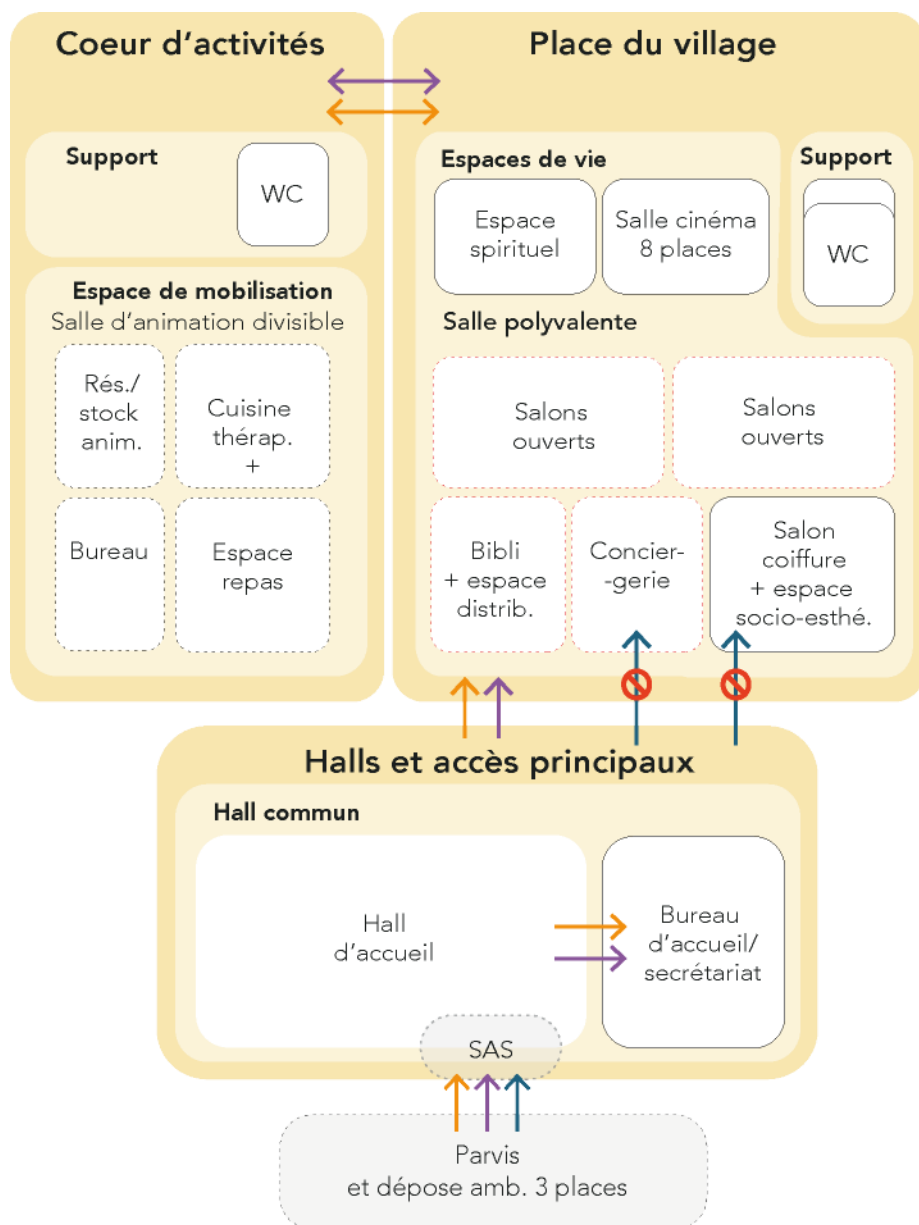 Coeur d'activités
Support
WC
Espace de mobilisation
Salle d'animation divisible
Rés./
stock
anim.
Cuisine
thérap.
+
Bureau
Espace
repas
Place du village
Espaces de vie
Espace
spirituel
Salle cinéma
8 places
Support
WC
Salle polyvalente
Salons
ouverts
Salons
ouverts
Bibli
+ espace
distrib.
Concier-
-gerie
Salon
coiffure
+ espace
socio-esthé.
Halls et accès principaux
Hall commun
Hall
d'accueil
Bureau
d'accueil/
secrétariat
SAS
Parvis
et dépose amb. 3 places